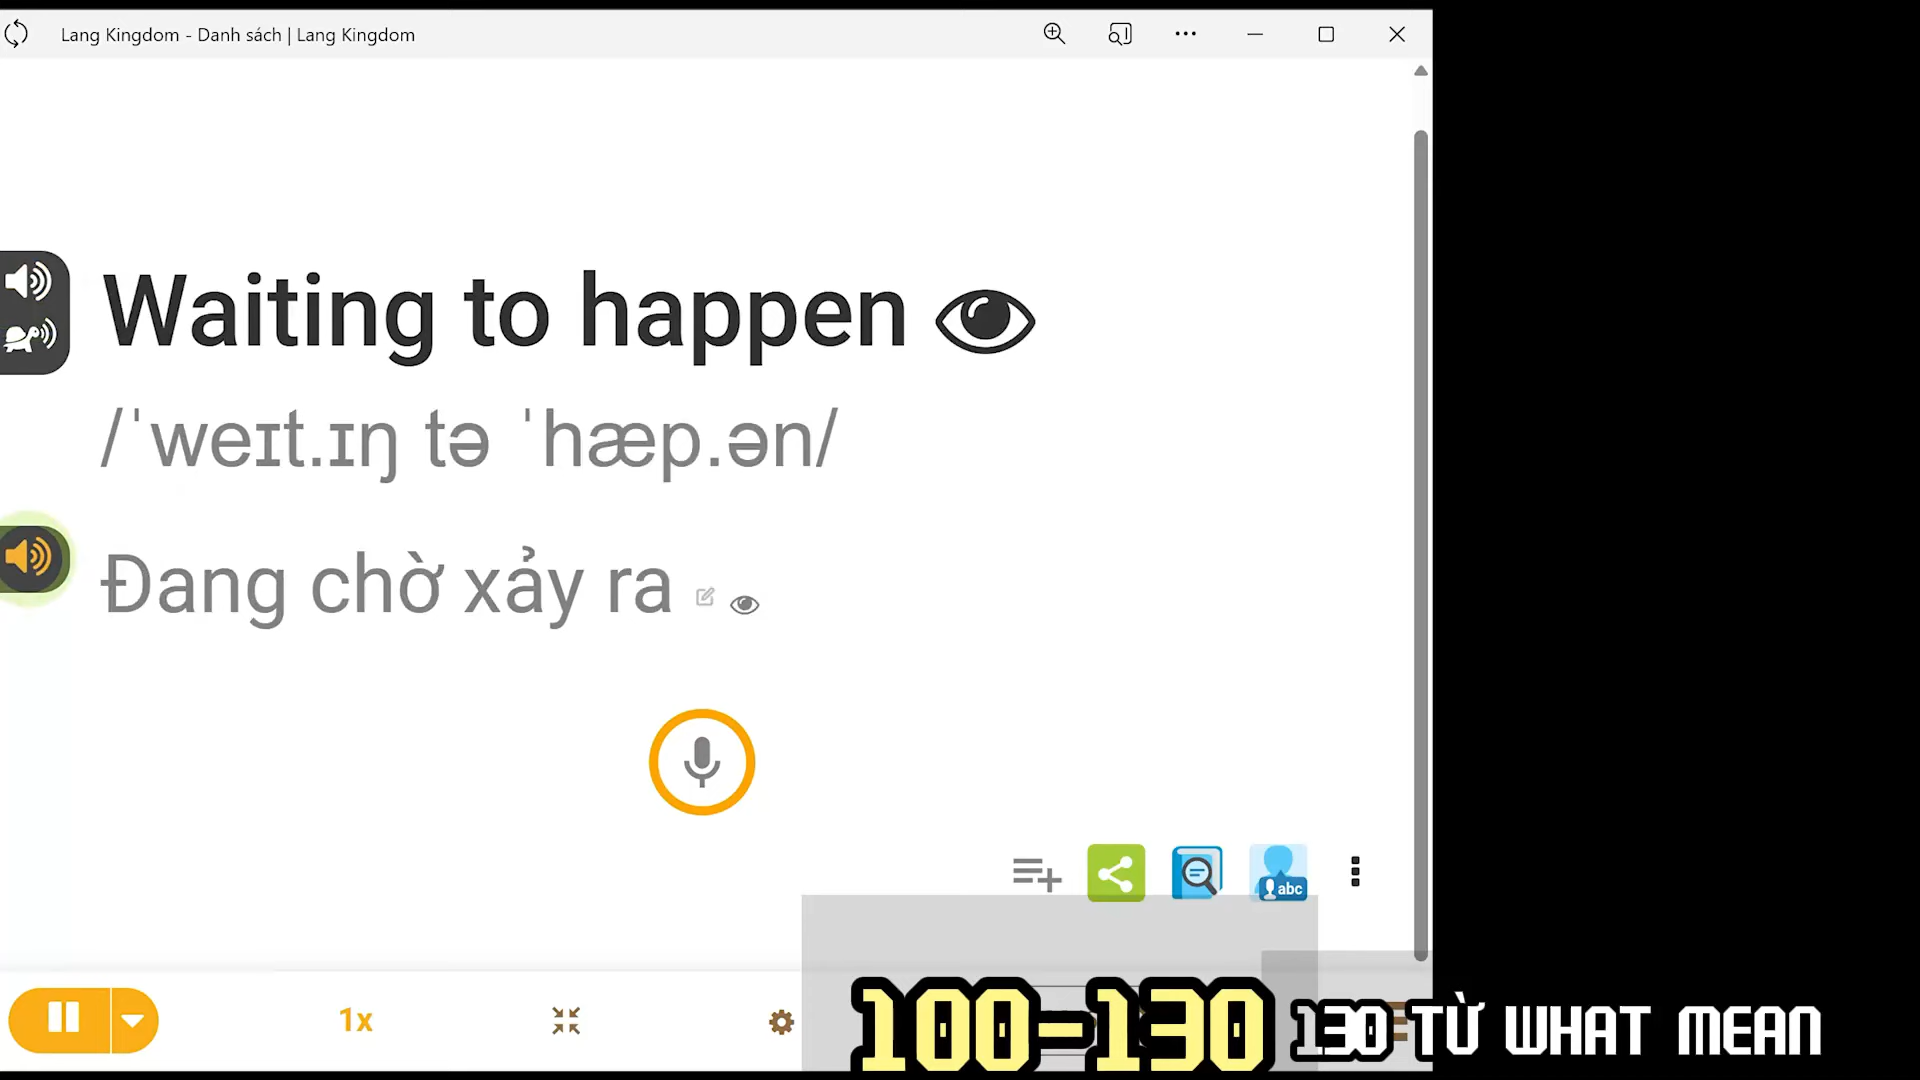 Lang Kingdom - Danh sách | Lang Kingdom
Waiting to happen
/ˈweɪt.ɪŋ tə ˈhæp.ən/
Đang chờ xảy ra
abc
1x
100-130
130 TỪ WHAT MEAN